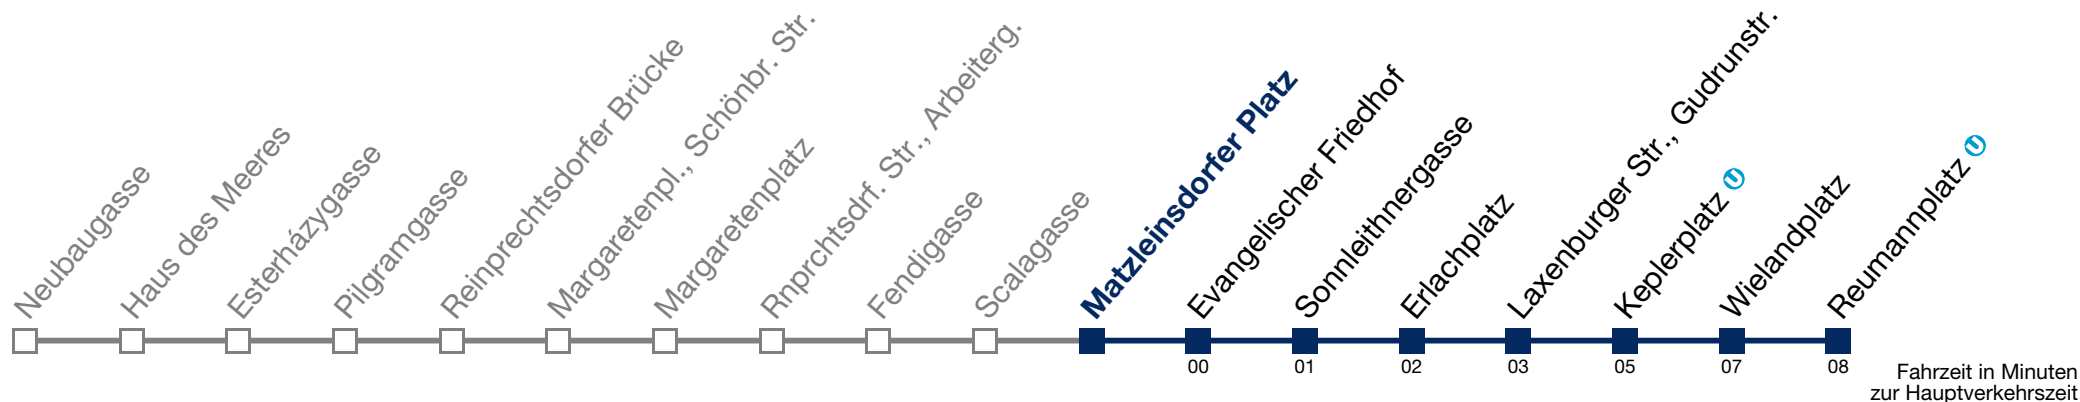 Neubaugasse
Haus des Meeres
Esterházygasse
Pilgramgasse
Reinprechtsdorfer Brücke
Margaretenpl., Schönbr. Str.
Margaretenplatz
Rnprchtsdrf. Str., Arbeiterg.
Fendigasse
Scalagasse
Matzleinsdorfer Platz
Evangelischer Friedhof
Sonnleithnergasse
Erlachplatz
Laxenburger Str., Gudrunstr.
Keplerplatz U
Wielandplatz
Reumannplatz U
00 01 02 03 05 07 08
Fahrzeit in Minuten
zur Hauptverkehrszeit